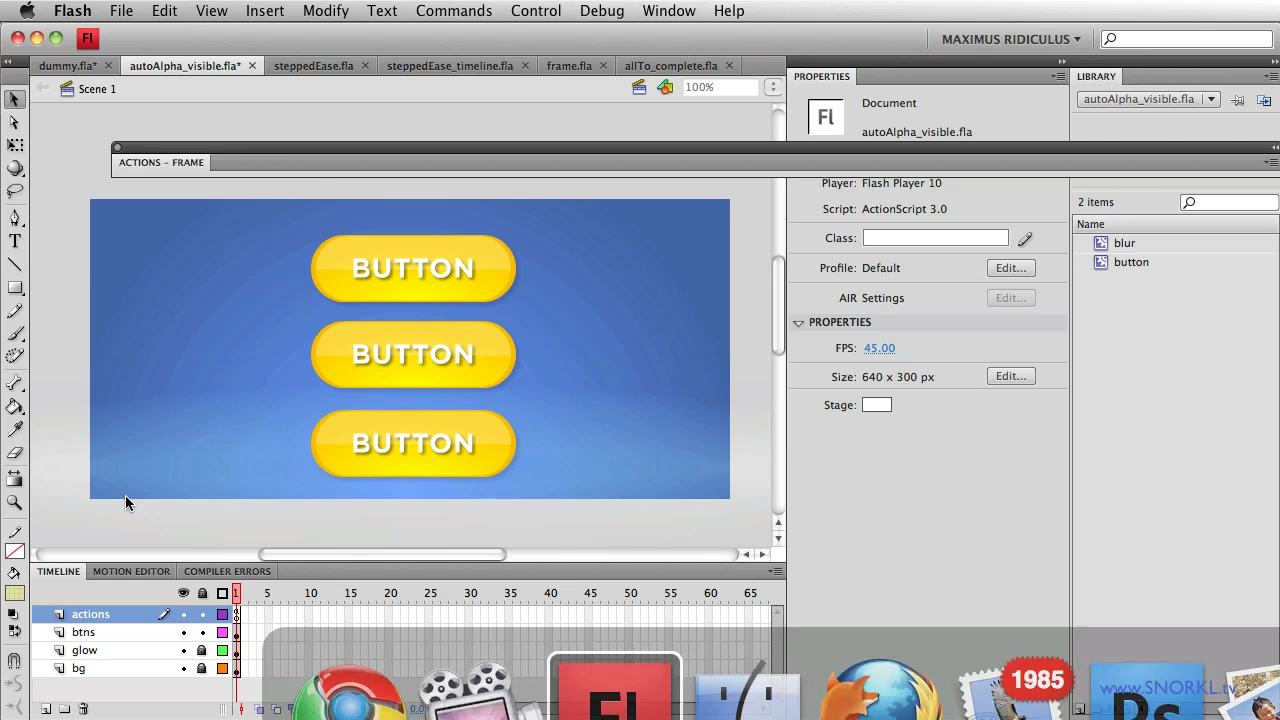 Flash File Edit View Insert Modify Text Commands Control Debug Window Help
Fl MAXIMUS RIDICULUS
dummy.fla* autoAlpha_visible.fla* steppedEase.fla steppedEase_timeline.fla frame.fla allTo_complete.fla
Scene 1 100%
PROPERTIES
Fl Document
autoAlpha_visible.fla
LIBRARY
autoAlpha_visible.fla
ACTIONS – FRAME
Player: Flash Player 10
Script: ActionScript 3.0
Class:
Profile: Default Edit...
AIR Settings Edit...
PROPERTIES
FPS: 45.00
Size: 640 x 300 px Edit...
Stage:
2 items
Name
blur
button
BUTTON
BUTTON
BUTTON
TIMELINE MOTION EDITOR COMPILER ERRORS
1 5 10 15 20 25 30 35 40 45 50 55 60 65
actions
btns
glow
bg
Fl
1985
www.SNORKL.tv